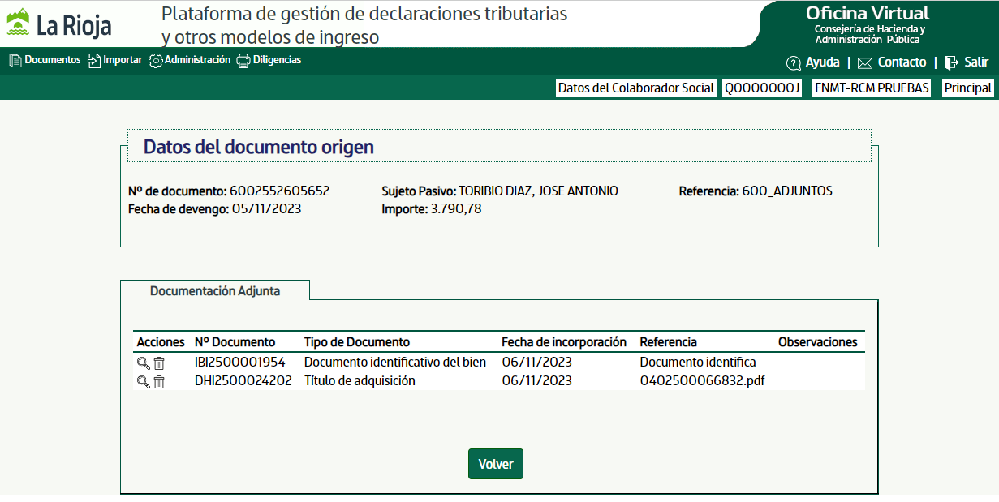 La Rioja
Plataforma de gestión de declaraciones tributarias
y otros modelos de ingreso
Oficina Virtual
Consejería de Hacienda y
Administración Pública
Documentos Importar Administración Diligencias
Ayuda | Contacto | Salir
Datos del Colaborador Social Q0000000J FNMT-RCM PRUEBAS Principal
Datos del documento origen
Nº de documento: 6002552605652 Sujeto Pasivo: TORIBIO DIAZ, JOSE ANTONIO Referencia: 600_ADJUNTOS
Fecha de devengo: 05/11/2023 Importe: 3.790,78
Documentación Adjunta
Acciones Nº Documento Tipo de Documento Fecha de incorporación Referencia Observaciones
IBI2500001954 Documento identificativo del bien 06/11/2023 Documento identifica
DHI2500024202 Título de adquisición 06/11/2023 0402500066832.pdf
Volver